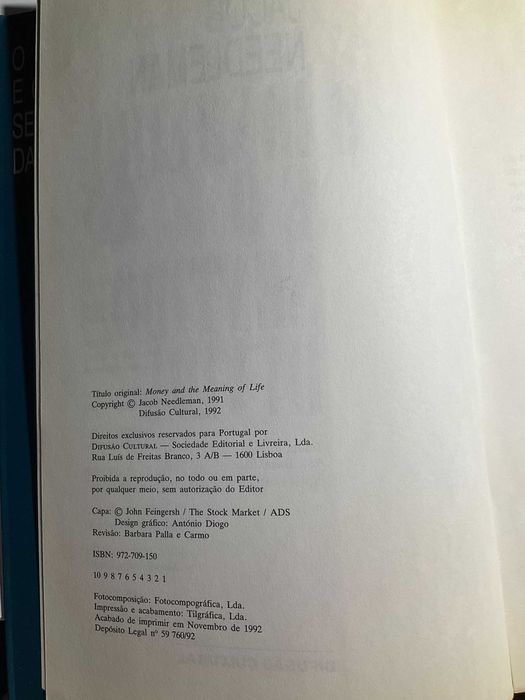 O
E
SE
DA
JACOB
NEEDLEMAN
Título original: Money and the Meaning of Life
Copyright © Jacob Needleman, 1991
Difusão Cultural, 1992
Direitos exclusivos reservados para Portugal por
DIFUSÃO CULTURAL — Sociedade Editorial e Livreira, Lda.
Rua Luís de Freitas Branco, 3 A/B — 1600 Lisboa
Proibida a reprodução, no todo ou em parte,
por qualquer meio, sem autorização do Editor
Capa: © John Feingersh / The Stock Market / ADS
Design gráfico: António Diogo
Revisão: Barbara Palla e Carmo
ISBN: 972-709-150
10 9 8 7 6 5 4 3 2 1
Fotocomposição: Fotocompográfica, Lda.
Impressão e acabamento: Tilgráfica, Lda.
Acabado de imprimir em Novembro de 1992
Depósito Legal nº 59 760/92